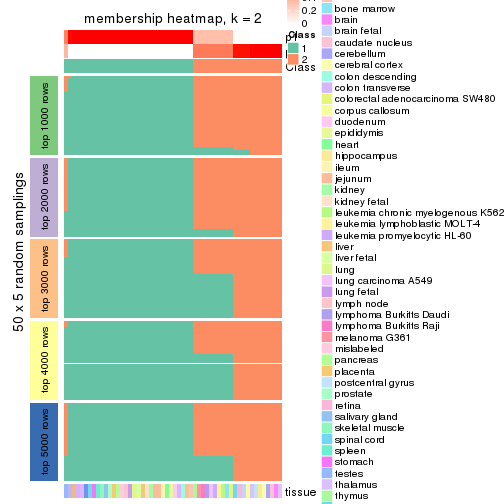 membership heatmap, k = 2
50 x 5 random samplings
top 1000 rows
top 2000 rows
top 3000 rows
top 4000 rows
top 5000 rows
Class
tissue
0.2
0
Class
1
2
bone marrow
brain
brain fetal
caudate nucleus
cerebellum
cerebral cortex
colon descending
colon transverse
colorectal adenocarcinoma SW480
corpus callosum
duodenum
epididymis
heart
hippocampus
ileum
jejunum
kidney
kidney fetal
leukemia chronic myelogenous K562
leukemia lymphoblastic MOLT-4
leukemia promyelocytic HL-60
liver
liver fetal
lung
lung carcinoma A549
lung fetal
lymph node
lymphoma Burkitts Daudi
lymphoma Burkitts Raji
melanoma G361
mislabeled
pancreas
placenta
postcentral gyrus
prostate
retina
salivary gland
skeletal muscle
spinal cord
spleen
stomach
testes
thalamus
thymus